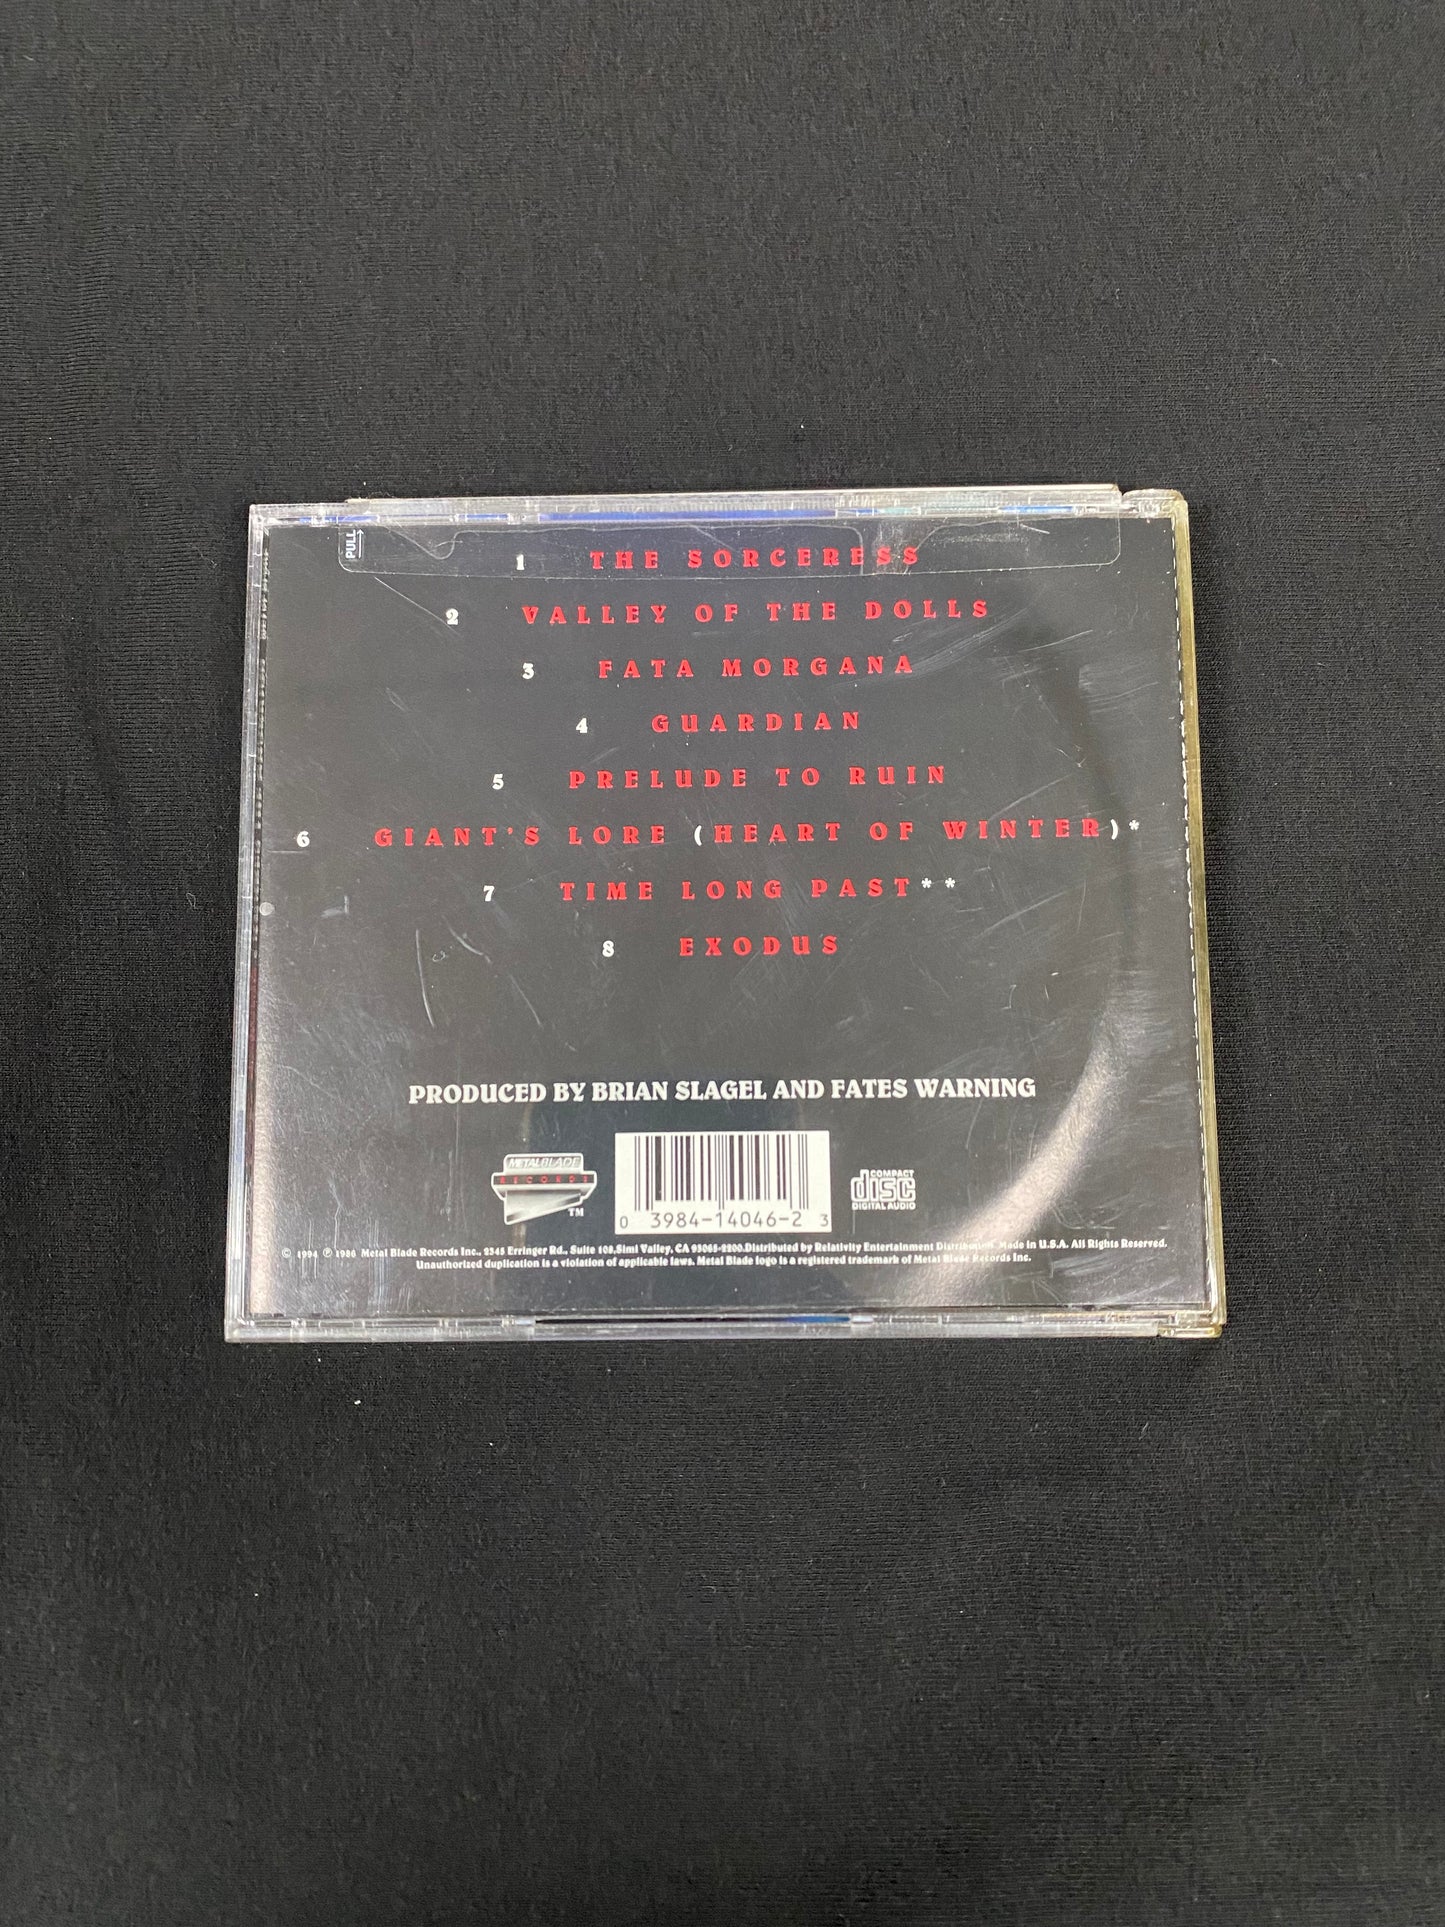 PULL
1 THE SORCERESS
2 VALLEY OF THE DOLLS
3 FATA MORGANA
4 GUARDIAN
5 PRELUDE TO RUIN
6 GIANT'S LORE (HEART OF WINTER)*
7 TIME LONG PAST**
8 EXODUS
PRODUCED BY BRIAN SLAGEL AND FATES WARNING
METAL BLADE
RECORDS
TM
0 3984-14046-2 3
COMPACT
disc
DIGITAL AUDIO
© 1994 ℗ 1986 Metal Blade Records Inc., 2345 Erringer Rd., Suite 108,Simi Valley, CA 93065-2200.Distributed by Relativity Entertainment Distribution. Made in U.S.A. All Rights Reserved.
Unauthorized duplication is a violation of applicable laws. Metal Blade logo is a registered trademark of Metal Blade Records Inc.